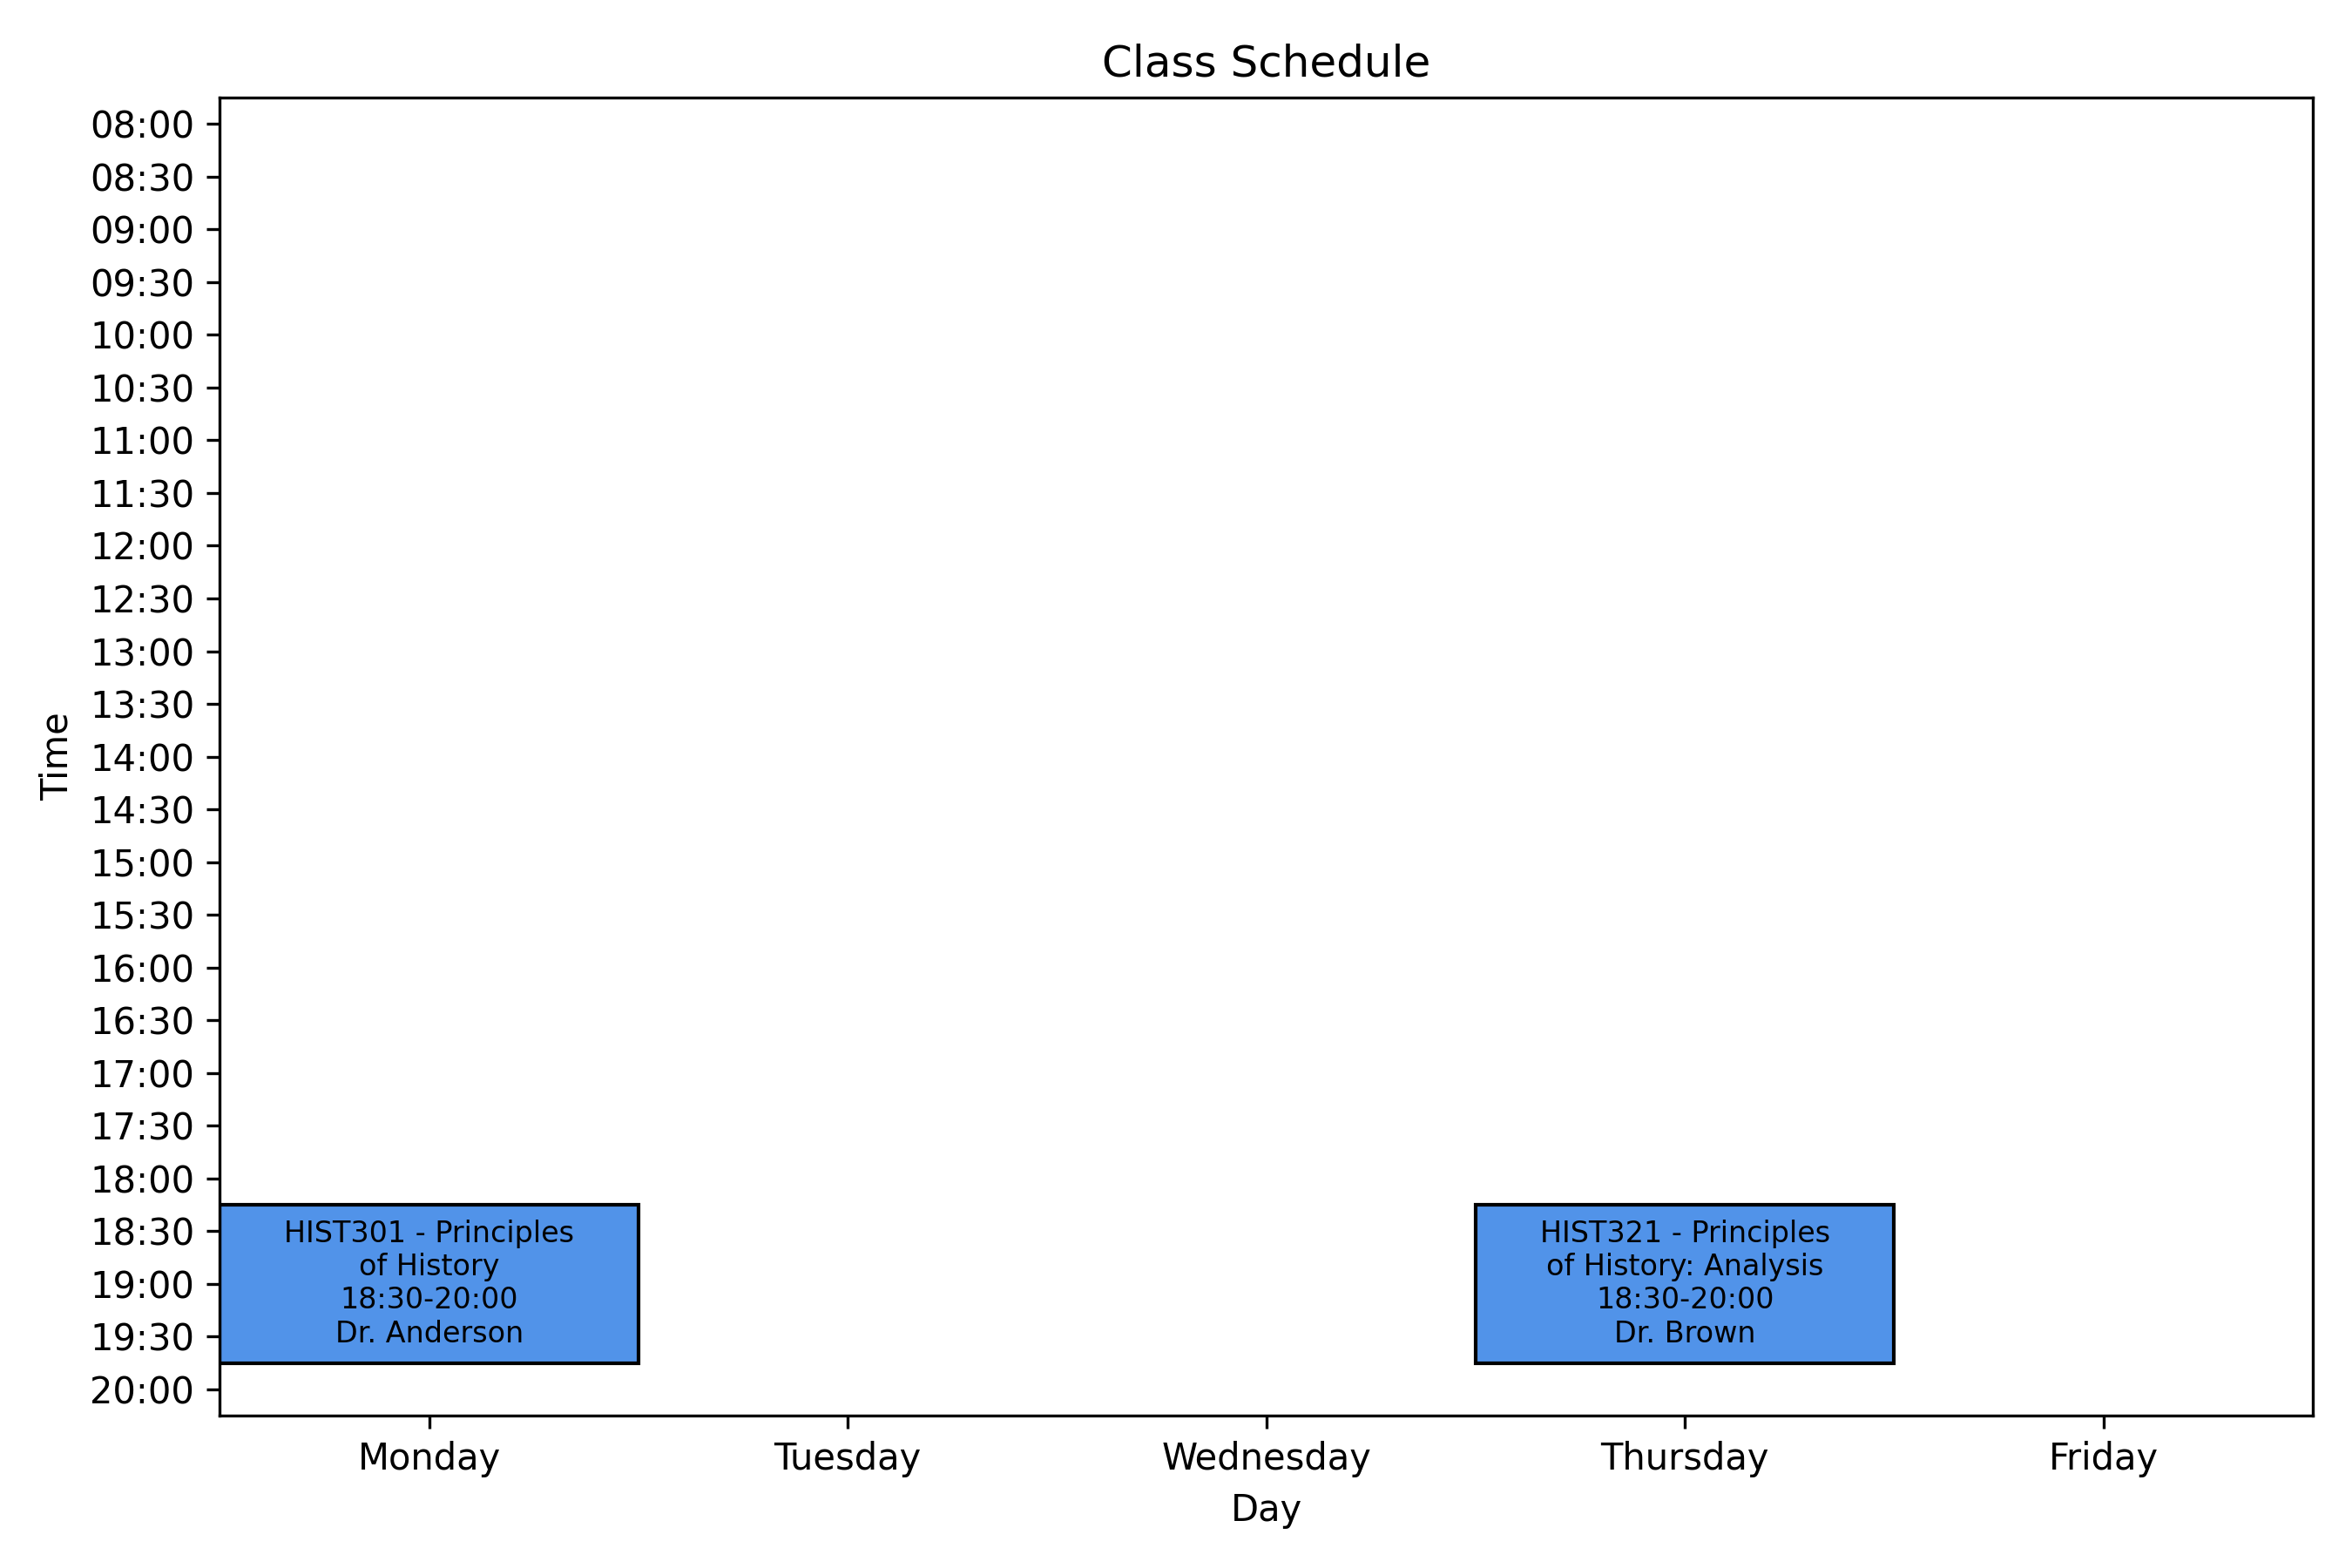 Class Schedule
Time
08:00
08:30
09:00
09:30
10:00
10:30
11:00
11:30
12:00
12:30
13:00
13:30
14:00
14:30
15:00
15:30
16:00
16:30
17:00
17:30
18:00
18:30
19:00
19:30
20:00
HIST301 - Principles
of History
18:30-20:00
Dr. Anderson
HIST321 - Principles
of History: Analysis
18:30-20:00
Dr. Brown
Monday
Tuesday
Wednesday
Thursday
Friday
Day